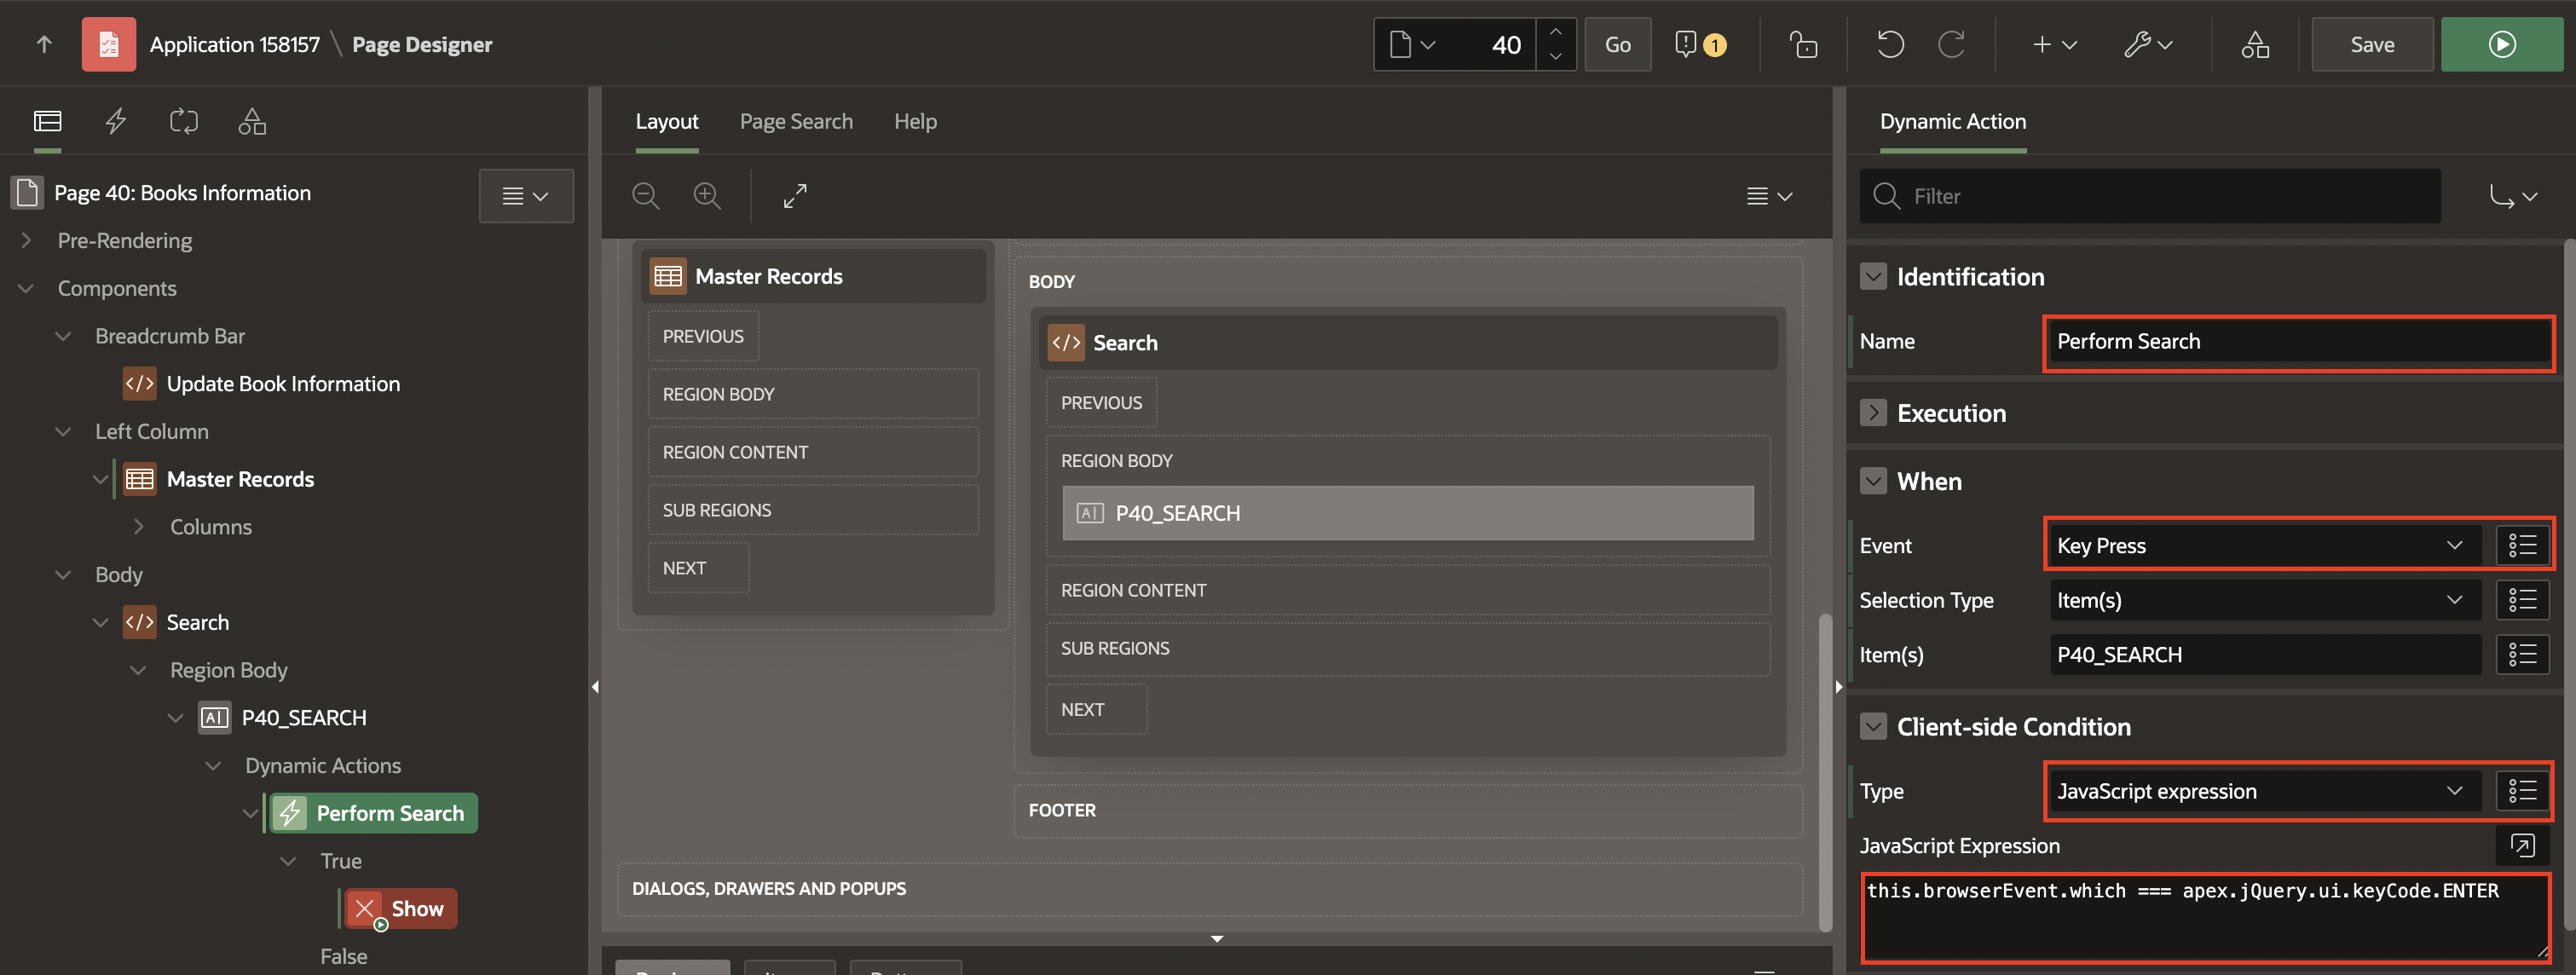 Application 158157 \ Page Designer
40
Go
1
Save
Page 40: Books Information
Pre-Rendering
Components
Breadcrumb Bar
</> Update Book Information
Left Column
Master Records
Columns
Body
</> Search
Region Body
A| P40_SEARCH
Dynamic Actions
Perform Search
True
Show
False
Layout Page Search Help
Master Records
PREVIOUS
REGION BODY
REGION CONTENT
SUB REGIONS
NEXT
BODY
</> Search
PREVIOUS
REGION BODY
A| P40_SEARCH
REGION CONTENT
SUB REGIONS
NEXT
FOOTER
DIALOGS, DRAWERS AND POPUPS
Dynamic Action
Filter
Identification
Name Perform Search
Execution
When
Event Key Press
Selection Type Item(s)
Item(s) P40_SEARCH
Client-side Condition
Type JavaScript expression
JavaScript Expression
this.browserEvent.which === apex.jQuery.ui.keyCode.ENTER